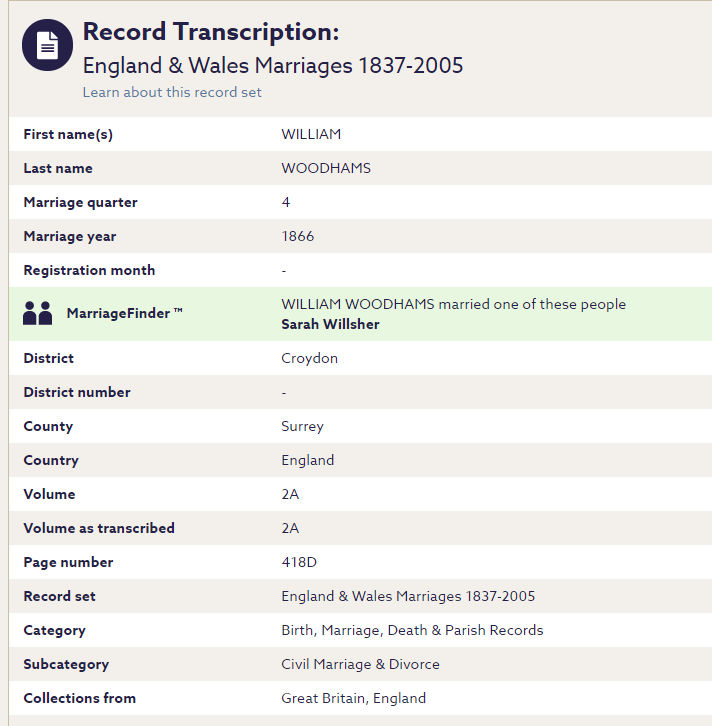 Record Transcription:
England & Wales Marriages 1837-2005
Learn about this record set
First name(s) WILLIAM
Last name WOODHAMS
Marriage quarter 4
Marriage year 1866
Registration month -
MarriageFinder ™ WILLIAM WOODHAMS married one of these people
Sarah Willsher
District Croydon
District number -
County Surrey
Country England
Volume 2A
Volume as transcribed 2A
Page number 418D
Record set England & Wales Marriages 1837-2005
Category Birth, Marriage, Death & Parish Records
Subcategory Civil Marriage & Divorce
Collections from Great Britain, England